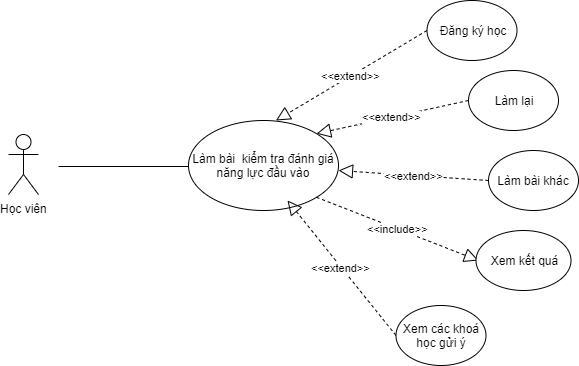 Đăng ký học
<<extend>>
Làm lại
<<extend>>
Làm bài kiểm tra đánh giá
năng lực đầu vào
<<extend>>
Làm bài khác
Học viên
<<include>>
Xem kết quá
<<extend>>
Xem các khoá
học gửi ý